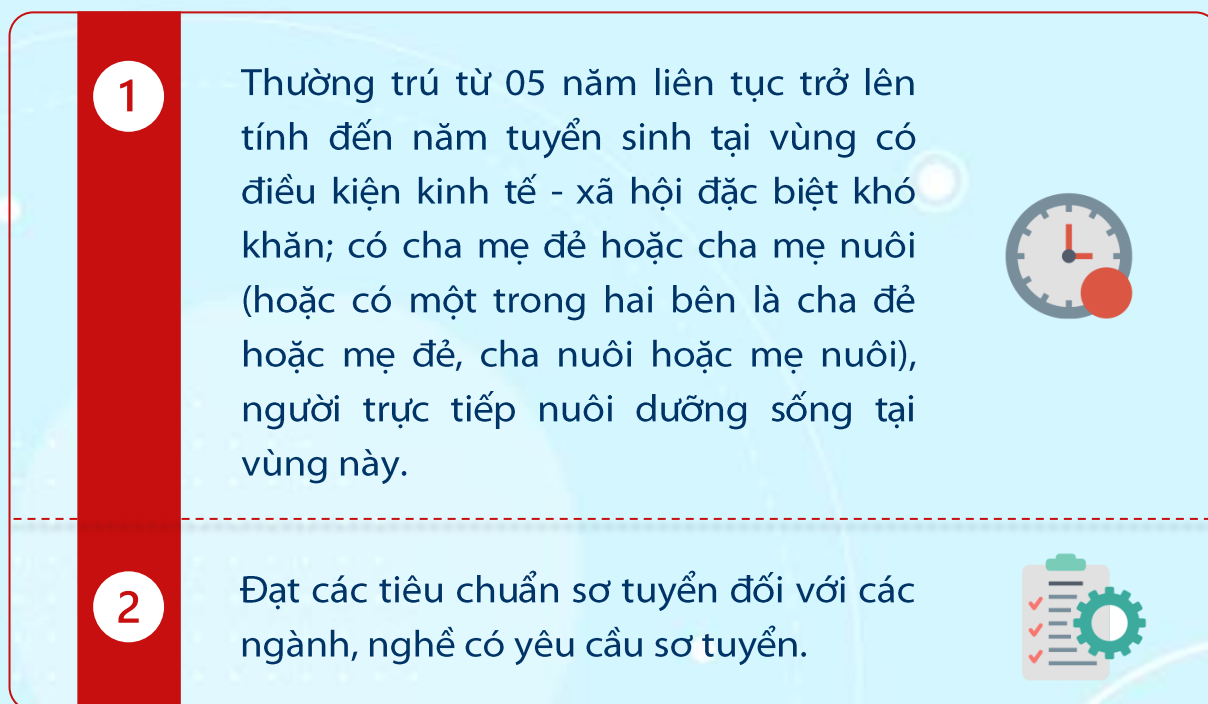 1
Thường trú từ 05 năm liên tục trở lên
tính đến năm tuyển sinh tại vùng có
điều kiện kinh tế - xã hội đặc biệt khó
khăn; có cha mẹ đẻ hoặc cha mẹ nuôi
(hoặc có một trong hai bên là cha đẻ
hoặc mẹ đẻ, cha nuôi hoặc mẹ nuôi),
người trực tiếp nuôi dưỡng sống tại
vùng này.
2
Đạt các tiêu chuẩn sơ tuyển đối với các
ngành, nghề có yêu cầu sơ tuyển.